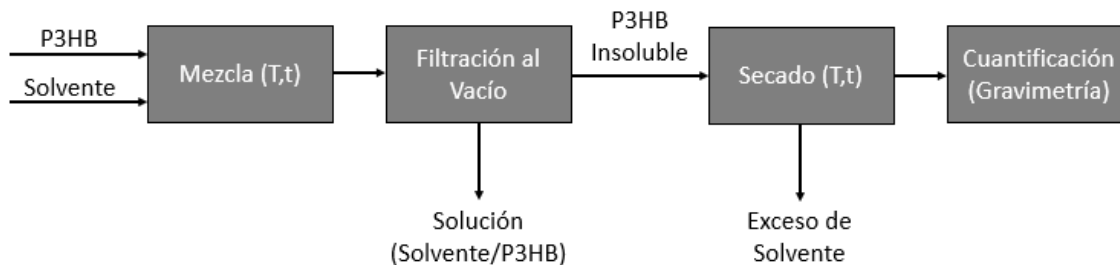 P3HB
Solvente
Mezcla (T,t)
Filtración al
Vacío
P3HB
Insoluble
Secado (T,t)
Cuantificación
(Gravimetría)
Solución
(Solvente/P3HB)
Exceso de
Solvente